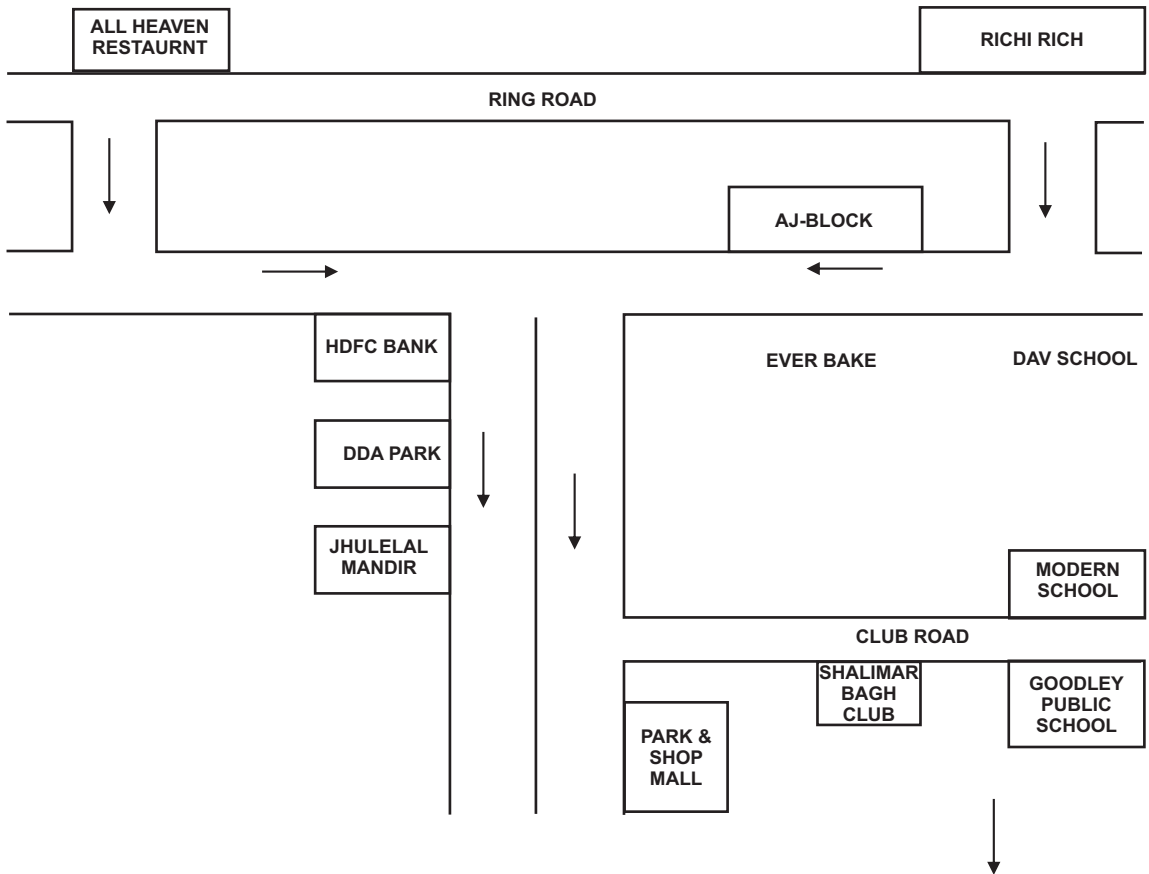 ALL HEAVEN
RESTAURNT
RICHI RICH
RING ROAD
AJ-BLOCK
HDFC BANK
EVER BAKE
DAV SCHOOL
DDA PARK
JHULELAL
MANDIR
MODERN
SCHOOL
CLUB ROAD
SHALIMAR
BAGH
CLUB
GOODLEY
PUBLIC
SCHOOL
PARK &
SHOP
MALL